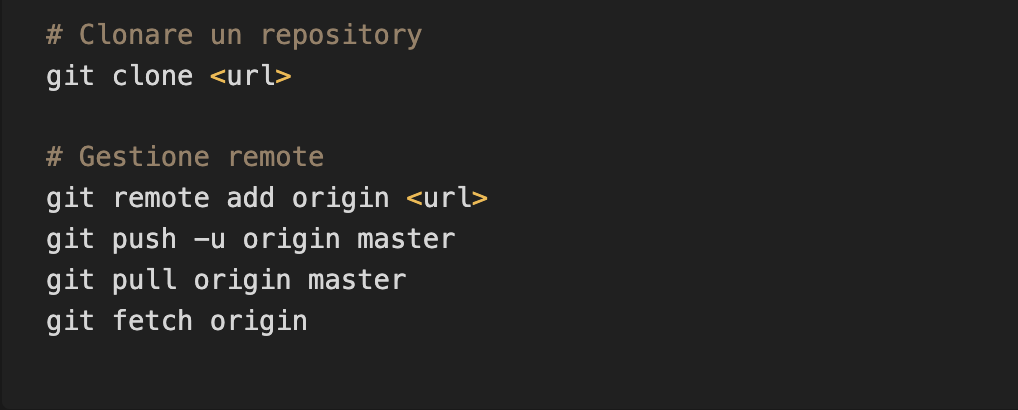 # Clonare un repository
git clone <url>
# Gestione remote
git remote add origin <url>
git push -u origin master
git pull origin master
git fetch origin